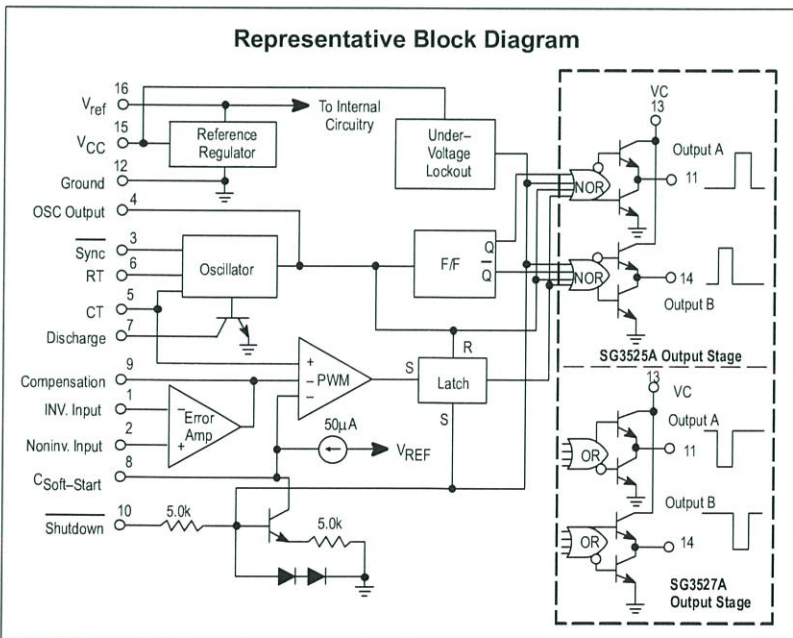 Representative Block Diagram
16
Vref
To Internal
Circuitry
15
VCC
Reference
Regulator
Under–
Voltage
Lockout
12
Ground
4
OSC Output
3
Sync
6
RT
Oscillator
5
CT
7
Discharge
F/F
Q
Q
NOR
NOR
VC
13
Output A
11
14
Output B
SG3525A Output Stage
9
Compensation
1
INV. Input
2
Noninv. Input
– Error
+ Amp
+
– PWM
–
S
R
Latch
S
50µA
VREF
8
CSoft–Start
10
Shutdown
5.0k
5.0k
13
VC
Output A
OR
11
Output B
OR
14
SG3527A
Output Stage